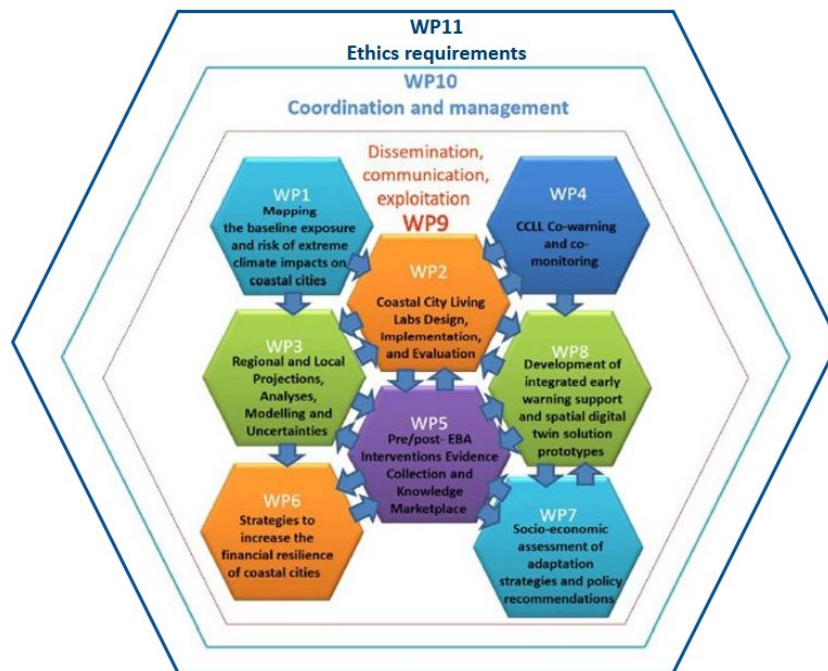 WP11
Ethics requirements
WP10
Coordination and management
Dissemination,
communication,
exploitation
WP9
WP1
Mapping
the baseline exposure
and risk of extreme
climate impacts on
coastal cities
WP4
CCLL Co-warning
and co-
monitoring
WP2
Coastal City Living
Labs Design,
Implementation,
and Evaluation
WP3
Regional and Local
Projections,
Analyses,
Modelling and
Uncertainties
WP8
Development of
integrated early
warning support
and spatial digital
twin solution
prototypes
WP5
Pre/post- EBA
Interventions Evidence
Collection and
Knowledge
Marketplace
WP6
Strategies to
increase the
financial resilience
of coastal cities
WP7
Socio-economic
assessment of
adaptation
strategies and policy
recommendations